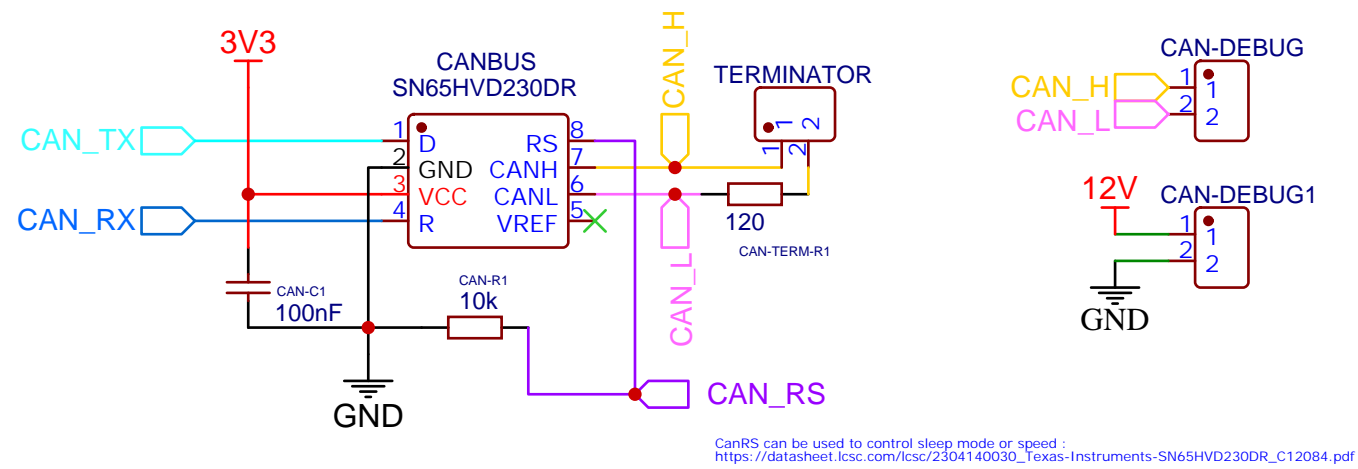 3V3
CANBUS
SN65HVD230DR
CAN_TX
CAN_RX
1
2
3
4
D
GND
VCC
R
RS
CANH
CANL
VREF
8
7
6
5
CAN_H
CAN_L
TERMINATOR
1
2
1
2
120
CAN-TERM-R1
CAN-C1
100nF
CAN-R1
10k
GND
CAN_RS
CAN-DEBUG
CAN_H
CAN_L
1
2
1
2
12V
CAN-DEBUG1
1
2
1
2
GND
CanRS can be used to control sleep mode or speed :
https://datasheet.lcsc.com/lcsc/2304140030_Texas-Instruments-SN65HVD230DR_C12084.pdf